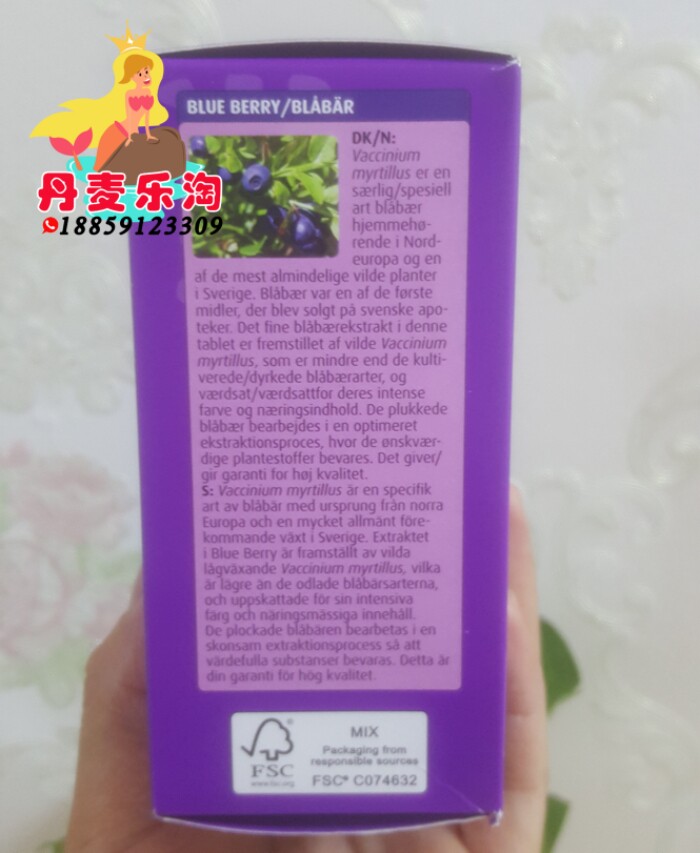 丹麦乐淘
18859123309
BLUE BERRY/BLÅBÄR
DK/N:
Vaccinium
myrtillus er en
særlig/spesiell
art blåbær
hjemmehø-
rende i Nord-
europa og en
af de mest almindelige vilde planter
i Sverige. Blåbær var en af de første
midler, der blev solgt på svenske apo-
teker. Det fine blåbærekstrakt i denne
tablet er fremstillet af vilde Vaccinium
myrtillus, som er mindre end de kulti-
verede/dyrkede blåbærarter, og
værdsat/værdsattfor deres intense
farve og næringsindhold. De plukkede
blåbær bearbejdes i en optimeret
ekstraktionsproces, hvor de ønskvær-
dige plantestoffer bevares. Det giver/
gir garanti for høj kvalitet.
S: Vaccinium myrtillus är en specifik
art av blåbär med ursprung från norra
Europa och en mycket allmänt före-
kommande växt i Sverige. Extraktet
i Blue Berry är framställt av vilda
lågväxande Vaccinium myrtillus, vilka
är lägre än de odlade blåbärsarterna,
och uppskattade för sin intensiva
färg och näringsmässiga innehåll.
De plockade blåbären bearbetas i en
skonsam extraktionsprocess så att
värdefulla substanser bevaras. Detta är
din garanti för hög kvalitet.
FSC
www.fsc.org
MIX
Packaging from
responsible sources
FSC® C074632